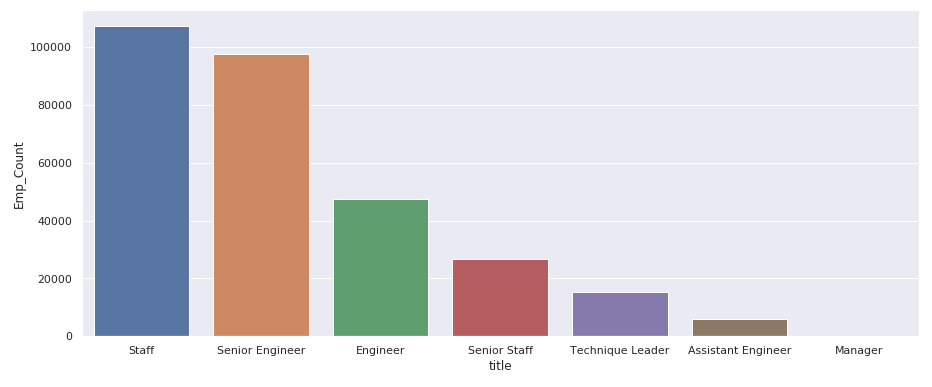 Emp_Count
100000
80000
60000
40000
20000
0
Staff Senior Engineer Engineer Senior Staff Technique Leader Assistant Engineer Manager
title